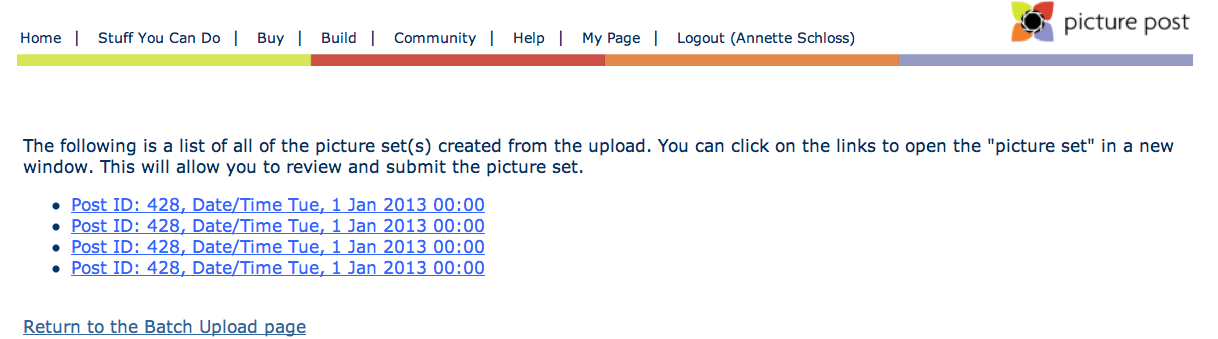 picture post
Home | Stuff You Can Do | Buy | Build | Community | Help | My Page | Logout (Annette Schloss)
The following is a list of all of the picture set(s) created from the upload. You can click on the links to open the "picture set" in a new
window. This will allow you to review and submit the picture set.
• Post ID: 428, Date/Time Tue, 1 Jan 2013 00:00
• Post ID: 428, Date/Time Tue, 1 Jan 2013 00:00
• Post ID: 428, Date/Time Tue, 1 Jan 2013 00:00
• Post ID: 428, Date/Time Tue, 1 Jan 2013 00:00
Return to the Batch Upload page